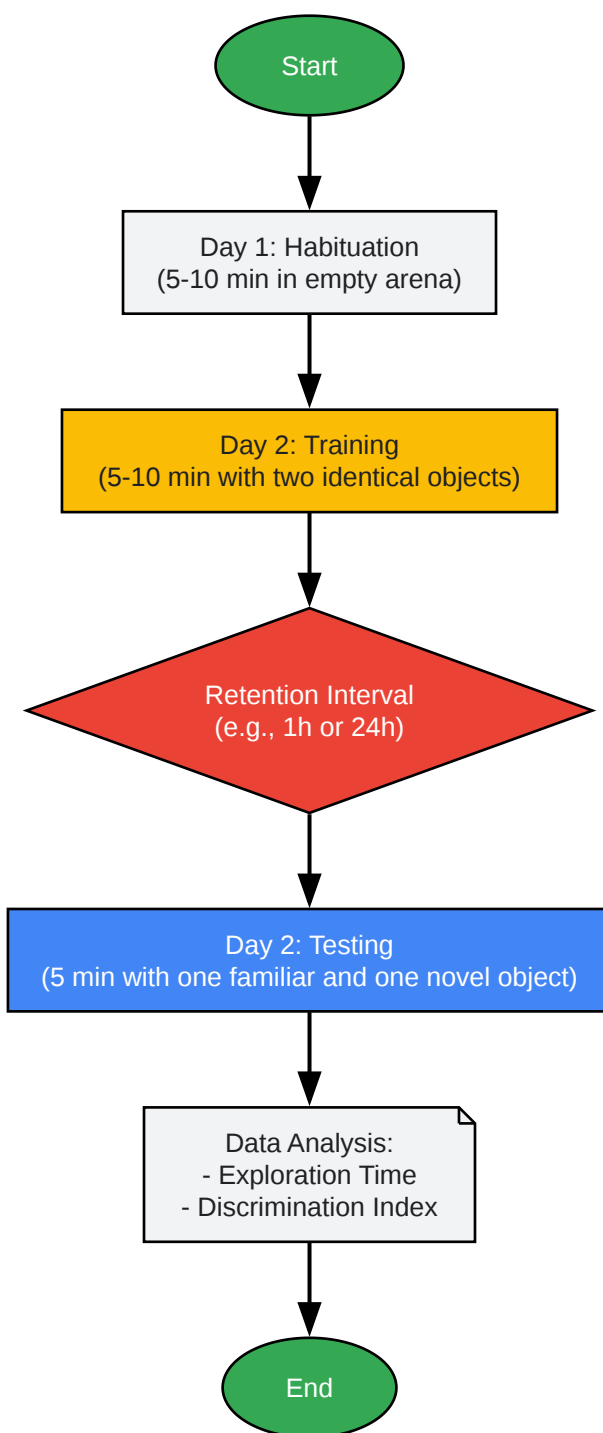 Start
Day 1: Habituation
(5-10 min in empty arena)
Day 2: Training
(5-10 min with two identical objects)
Retention Interval
(e.g., 1h or 24h)
Day 2: Testing
(5 min with one familiar and one novel object)
Data Analysis:
- Exploration Time
- Discrimination Index
End